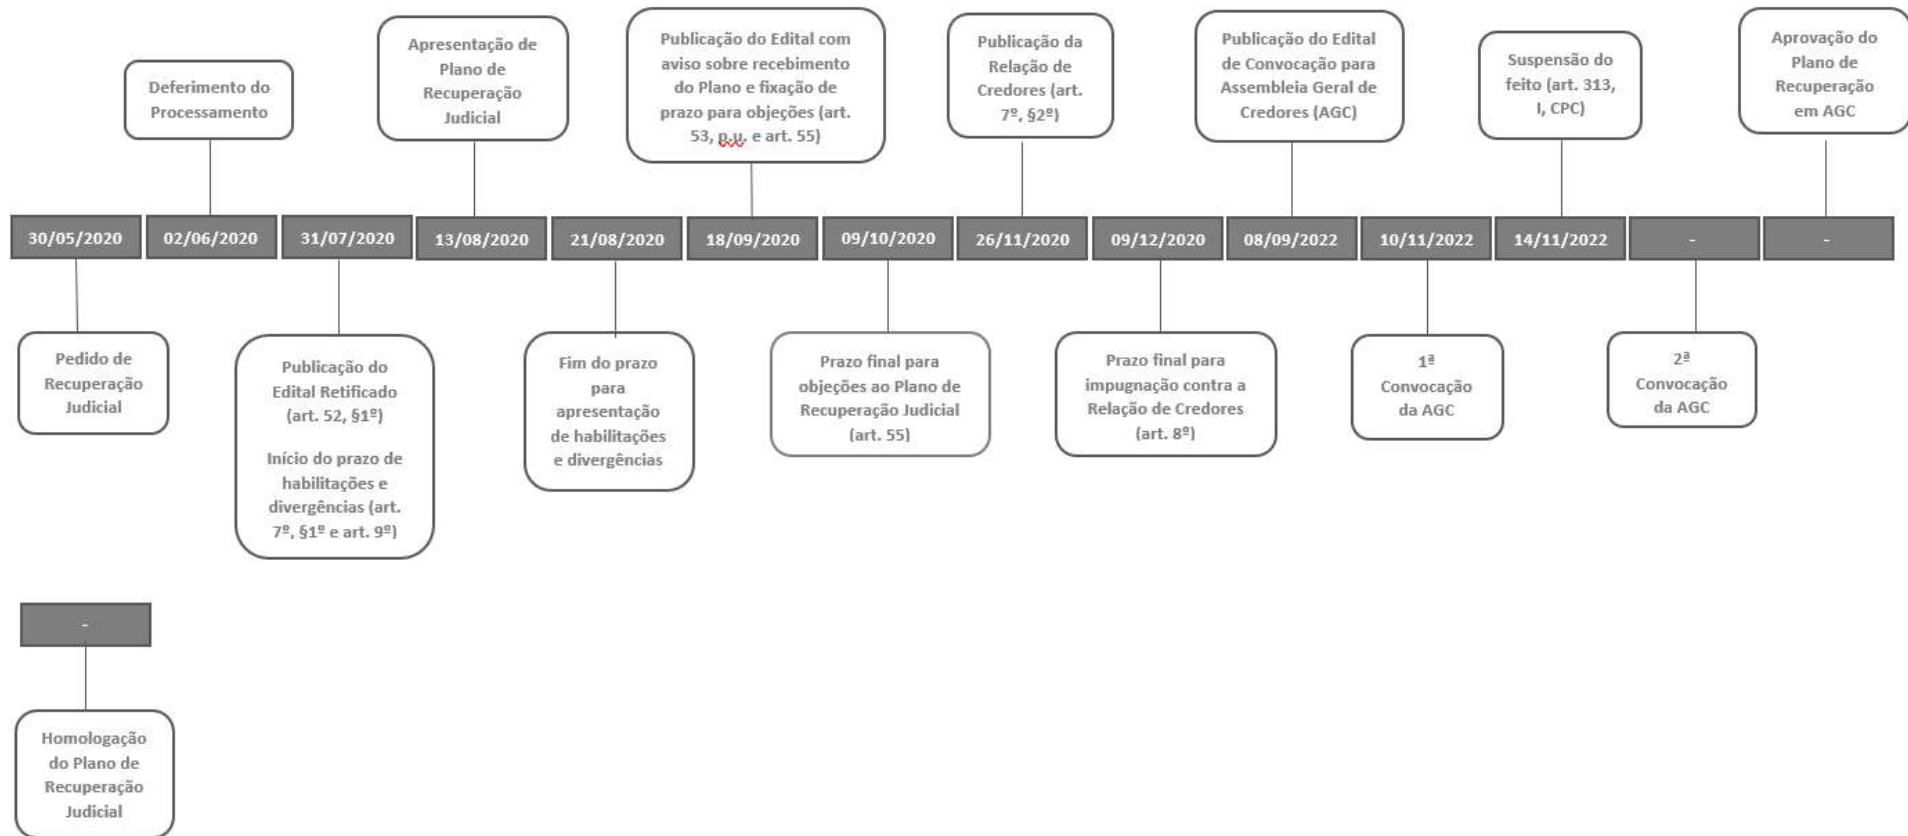 Deferimento do
Processamento
Apresentação de
Plano de
Recuperação
Judicial
Publicação do Edital com
aviso sobre recebimento
do Plano e fixação de
prazo para objeções (art.
53, p.u. e art. 55)
Publicação da
Relação de
Credores (art.
7º, §2º)
Publicação do Edital
de Convocação para
Assembleia Geral de
Credores (AGC)
Suspensão do
feito (art. 313,
I, CPC)
Aprovação do
Plano de
Recuperação
em AGC
30/05/2020
02/06/2020
31/07/2020
13/08/2020
21/08/2020
18/09/2020
09/10/2020
26/11/2020
09/12/2020
08/09/2022
10/11/2022
14/11/2022
-
-
Pedido de
Recuperação
Judicial
Publicação do
Edital Retificado
(art. 52, §1º)
Início do prazo de
habilitações e
divergências (art.
7º, §1º e art. 9º)
Fim do prazo
para
apresentação
de habilitações
e divergências
Prazo final para
objeções ao Plano de
Recuperação Judicial
(art. 55)
Prazo final para
impugnação contra a
Relação de Credores
(art. 8º)
1ª
Convocação
da AGC
2ª
Convocação
da AGC
-
Homologação
do Plano de
Recuperação
Judicial